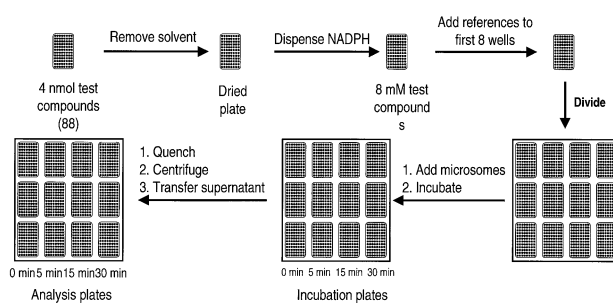 Remove solvent
Dispense NADPH
Add references to
first 8 wells
4 nmol test
compounds
(88)
Dried
plate
8 mM test
compound
s
Divide
1. Quench
2. Centrifuge
3. Transfer supernatant
1. Add microsomes
2. Incubate
0 min 5 min 15 min 30 min
Analysis plates
0 min 5 min 15 min 30 min
Incubation plates